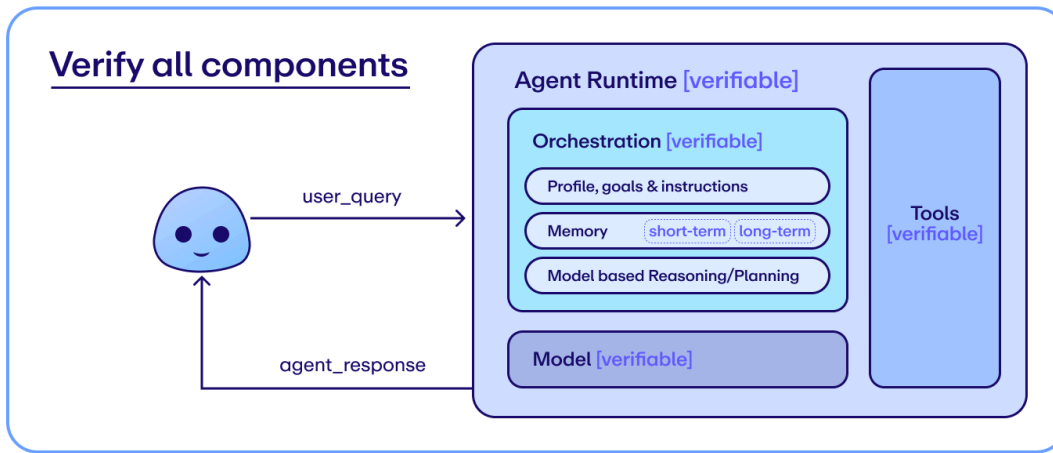 Verify all components
Agent Runtime [verifiable]
Orchestration [verifiable]
Profile, goals & instructions
Memory short-term long-term
Model based Reasoning/Planning
Model [verifiable]
Tools
[verifiable]
user_query
agent_response